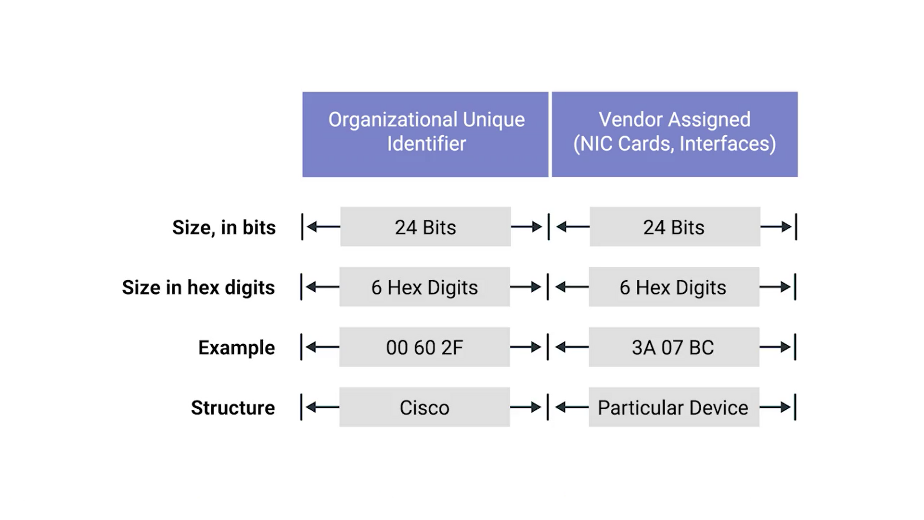 Organizational Unique
Identifier
Vendor Assigned
(NIC Cards, Interfaces)
Size, in bits
24 Bits
24 Bits
Size in hex digits
6 Hex Digits
6 Hex Digits
Example
00 60 2F
3A 07 BC
Structure
Cisco
Particular Device